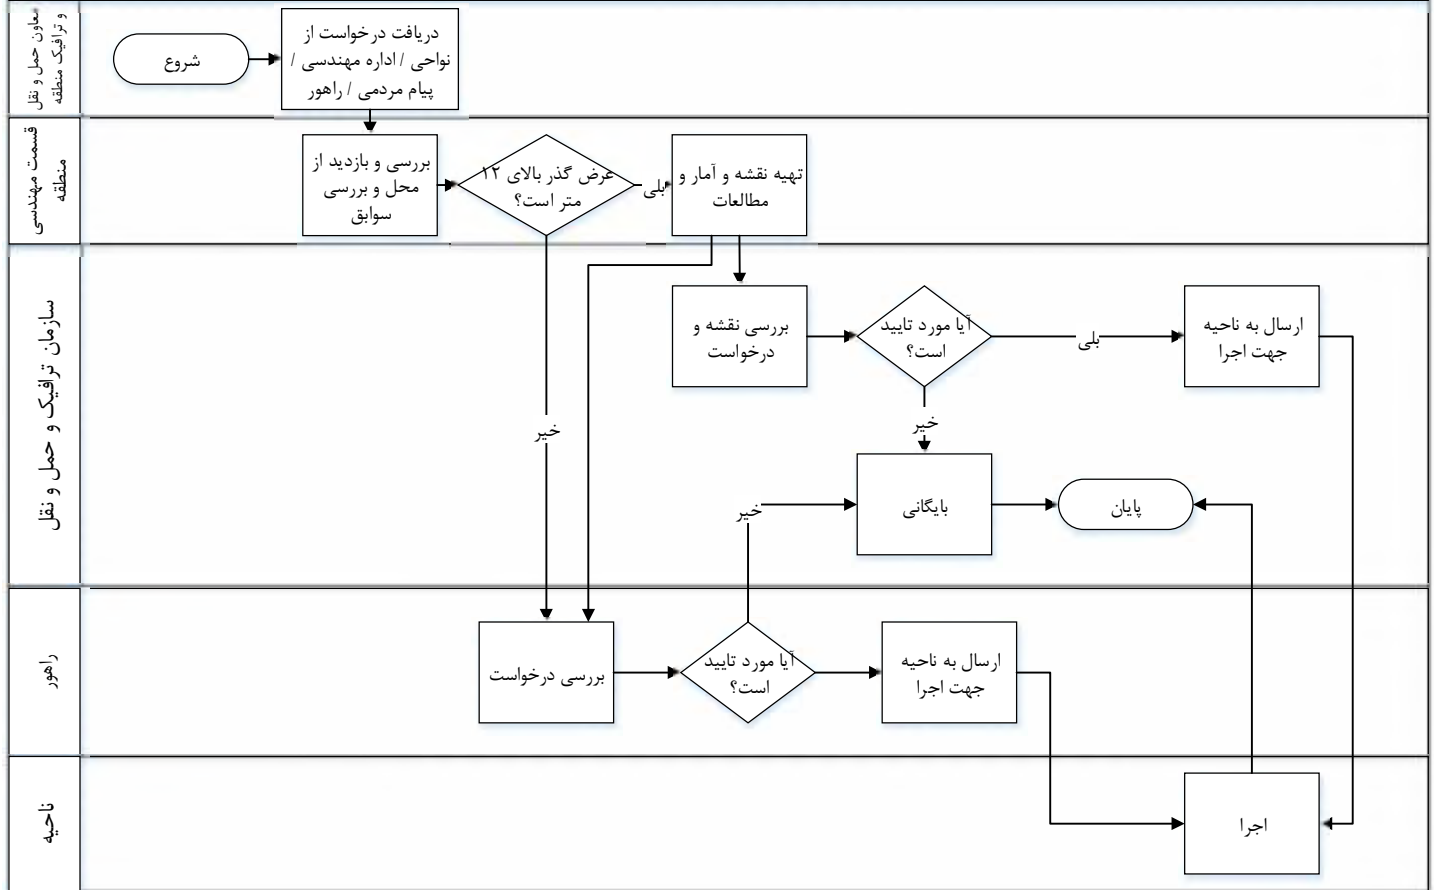 معاون حمل و نقل
و ترافیک منطقه
شروع
دریافت درخواست از
نواحی / اداره مهندسی /
پیام مردمی / راهور
قسمت مهندسی
منطقه
بررسی و بازدید از
محل و بررسی
سوابق
عرض گذر بالای ۱۲
متر است؟
بلی
تهیه نقشه و آمار و
مطالعات
سازمان ترافیک و حمل و نقل
بررسی نقشه و
درخواست
آیا مورد تایید
است؟
بلی
ارسال به ناحیه
جهت اجرا
خیر
خیر
خیر
بایگانی
پایان
راهور
بررسی درخواست
آیا مورد تایید
است؟
ارسال به ناحیه
جهت اجرا
ناحیه
اجرا